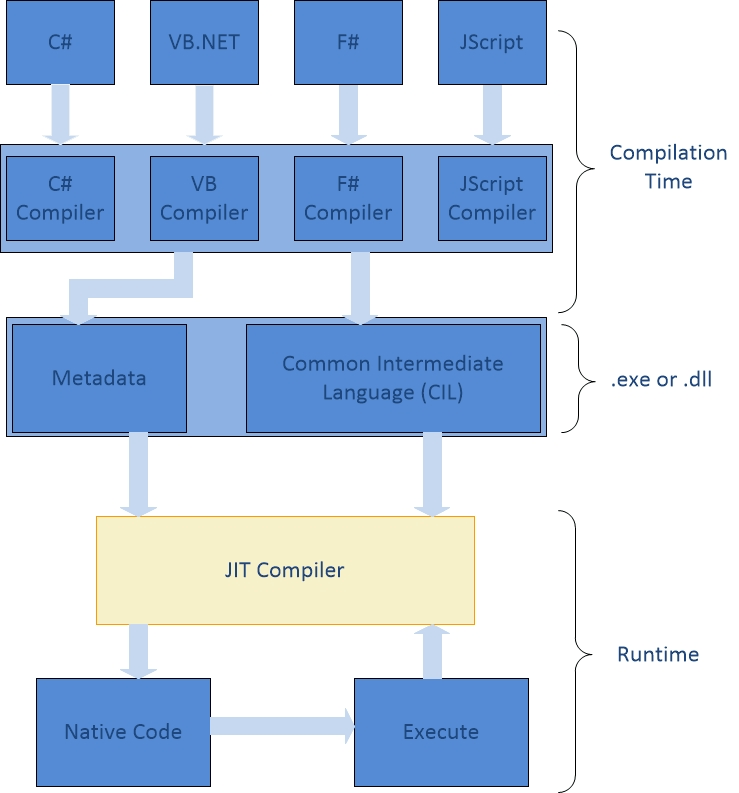 C#
VB.NET
F#
JScript
C#
Compiler
VB
Compiler
F#
Compiler
JScript
Compiler
Compilation
Time
Metadata
Common Intermediate
Language (CIL)
.exe or .dll
JIT Compiler
Runtime
Native Code
Execute